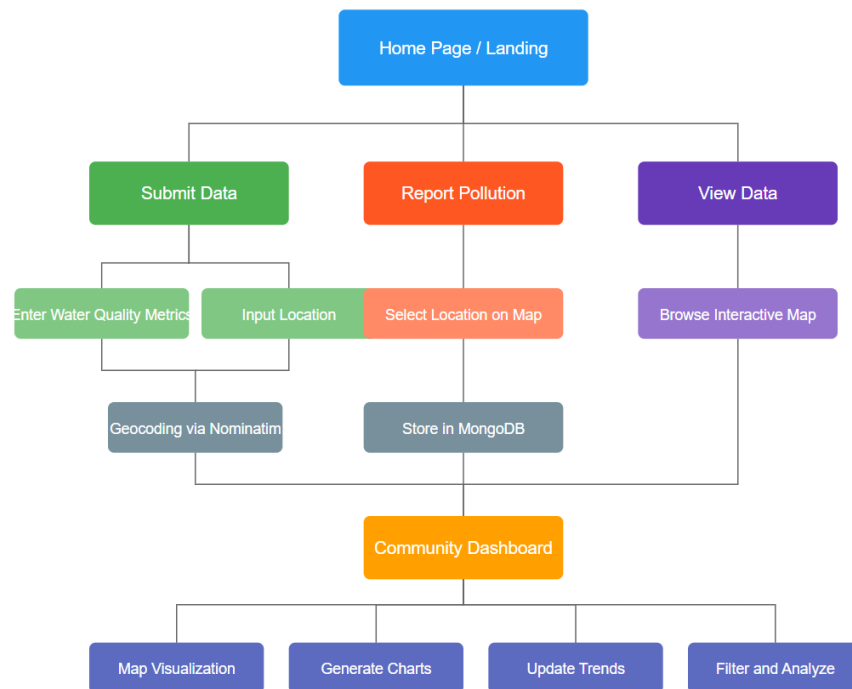 Home Page / Landing
Submit Data
Report Pollution
View Data
Enter Water Quality Metrics
Input Location
Select Location on Map
Browse Interactive Map
Geocoding via Nominatim
Store in MongoDB
Community Dashboard
Map Visualization
Generate Charts
Update Trends
Filter and Analyze